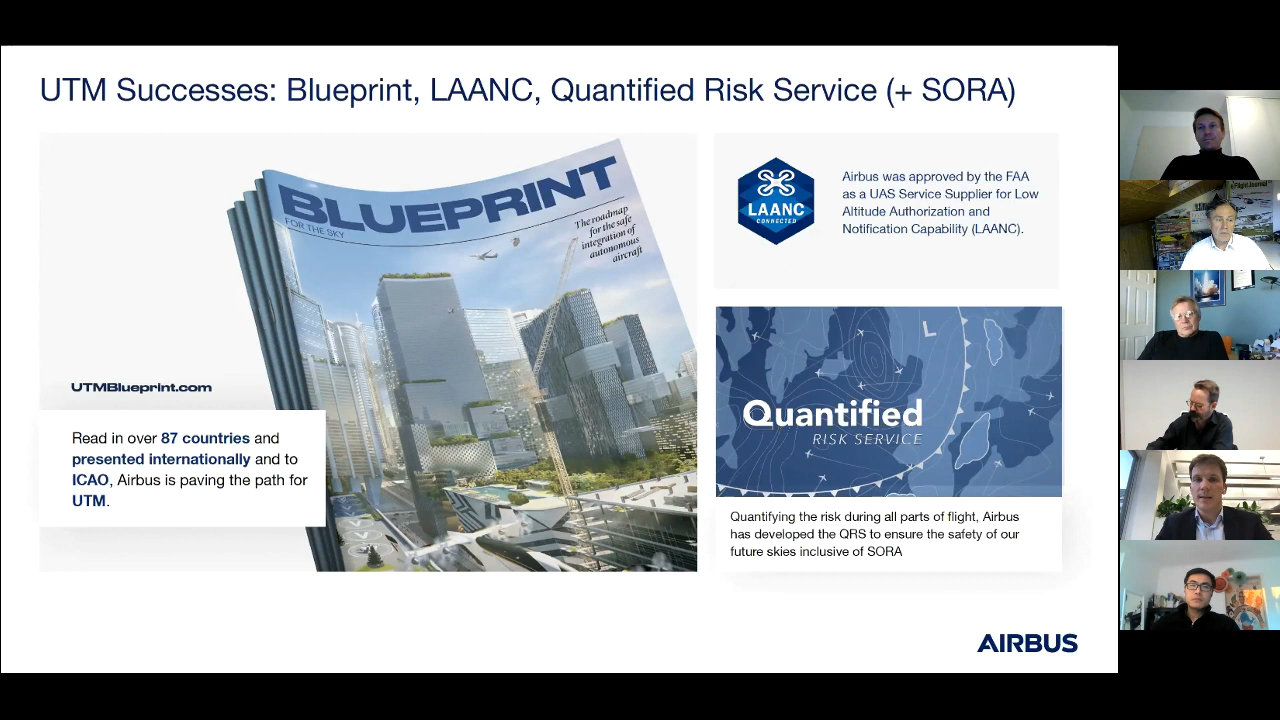 UTM Successes: Blueprint, LAANC, Quantified Risk Service (+ SORA)
BLUEPRINT
FOR THE SKY
The roadmap
for the safe
integration of
autonomous
aircraft
UTMBlueprint.com
Read in over 87 countries and
presented internationally and to
ICAO, Airbus is paving the path for
UTM.
LAANC
CONNECTED
Airbus was approved by the FAA
as a UAS Service Supplier for Low
Altitude Authorization and
Notification Capability (LAANC).
Quantified
RISK SERVICE
Quantifying the risk during all parts of flight, Airbus
has developed the QRS to ensure the safety of our
future skies inclusive of SORA
AIRBUS